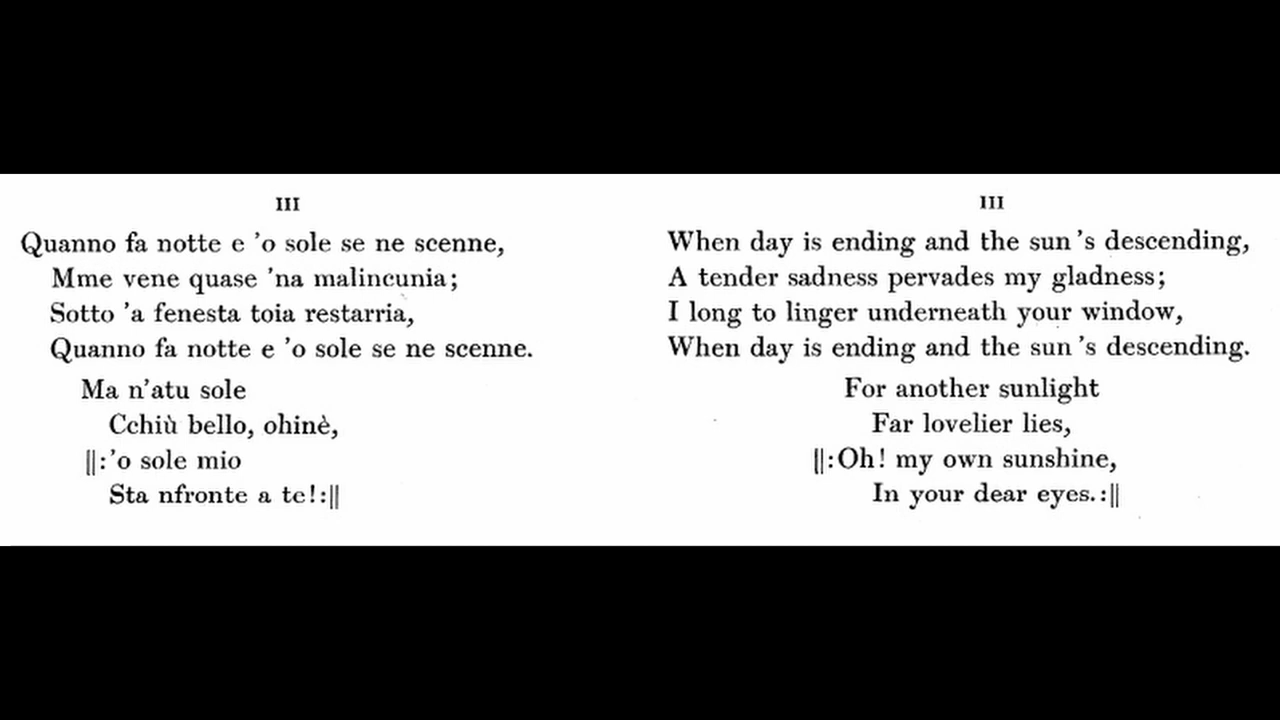 III
Quanno fa notte e 'o sole se ne scenne,
Mme vene quase 'na malincunia;
Sotto 'a fenesta toia restarria,
Quanno fa notte e 'o sole se ne scenne.
Ma n'atu sole
Cchiù bello, ohinè,
‖:'o sole mio
Sta nfronte a te!:‖
III
When day is ending and the sun's descending,
A tender sadness pervades my gladness;
I long to linger underneath your window,
When day is ending and the sun's descending.
For another sunlight
Far lovelier lies,
‖:Oh! my own sunshine,
In your dear eyes.:‖